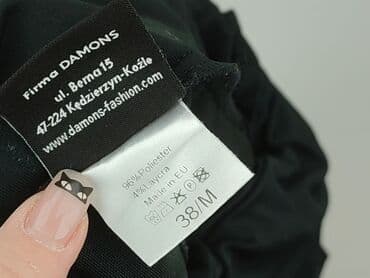 Firma DAMONS
ul. Bema 15
47-224 Kędzierzyn-Koźle
www.damons-fashion.com
96% Poliester
4% Laycra
Made in EU
38/M